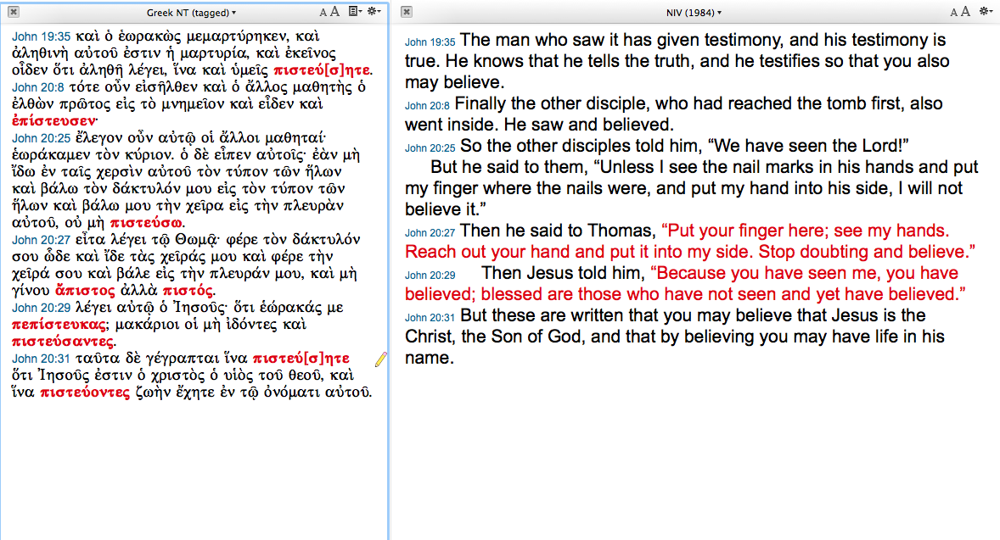 Greek NT (tagged)
John 19:35 καὶ ὁ ἑωρακὼς μεμαρτύρηκεν, καὶ
ἀληθινὴ αὐτοῦ ἐστιν ἡ μαρτυρία, καὶ ἐκεῖνος
οἶδεν ὅτι ἀληθῆ λέγει, ἵνα καὶ ὑμεῖς πιστεύ[σ]ητε.
John 20:8 τότε οὖν εἰσῆλθεν καὶ ὁ ἄλλος μαθητὴς ὁ
ἐλθὼν πρῶτος εἰς τὸ μνημεῖον καὶ εἶδεν καὶ
ἐπίστευσεν·
John 20:25 ἔλεγον οὖν αὐτῷ οἱ ἄλλοι μαθηταί·
ἑωράκαμεν τὸν κύριον. ὁ δὲ εἶπεν αὐτοῖς· ἐὰν μὴ
ἴδω ἐν ταῖς χερσὶν αὐτοῦ τὸν τύπον τῶν ἥλων
καὶ βάλω τὸν δάκτυλόν μου εἰς τὸν τύπον τῶν
ἥλων καὶ βάλω μου τὴν χεῖρα εἰς τὴν πλευρὰν
αὐτοῦ, οὐ μὴ πιστεύσω.
John 20:27 εἶτα λέγει τῷ Θωμᾷ· φέρε τὸν δάκτυλόν
σου ὧδε καὶ ἴδε τὰς χεῖράς μου καὶ φέρε τὴν
χεῖρά σου καὶ βάλε εἰς τὴν πλευράν μου, καὶ μὴ
γίνου ἄπιστος ἀλλὰ πιστός.
John 20:29 λέγει αὐτῷ ὁ Ἰησοῦς· ὅτι ἑώρακάς με
πεπίστευκας; μακάριοι οἱ μὴ ἰδόντες καὶ
πιστεύσαντες.
John 20:31 ταῦτα δὲ γέγραπται ἵνα πιστεύ[σ]ητε
ὅτι Ἰησοῦς ἐστιν ὁ χριστὸς ὁ υἱὸς τοῦ θεοῦ, καὶ
ἵνα πιστεύοντες ζωὴν ἔχητε ἐν τῷ ὀνόματι αὐτοῦ.
NIV (1984)
John 19:35 The man who saw it has given testimony, and his testimony is
true. He knows that he tells the truth, and he testifies so that you also
may believe.
John 20:8 Finally the other disciple, who had reached the tomb first, also
went inside. He saw and believed.
John 20:25 So the other disciples told him, “We have seen the Lord!”
But he said to them, “Unless I see the nail marks in his hands and put
my finger where the nails were, and put my hand into his side, I will not
believe it.”
John 20:27 Then he said to Thomas, “Put your finger here; see my hands.
Reach out your hand and put it into my side. Stop doubting and believe.”
John 20:29 Then Jesus told him, “Because you have seen me, you have
believed; blessed are those who have not seen and yet have believed.”
John 20:31 But these are written that you may believe that Jesus is the
Christ, the Son of God, and that by believing you may have life in his
name.